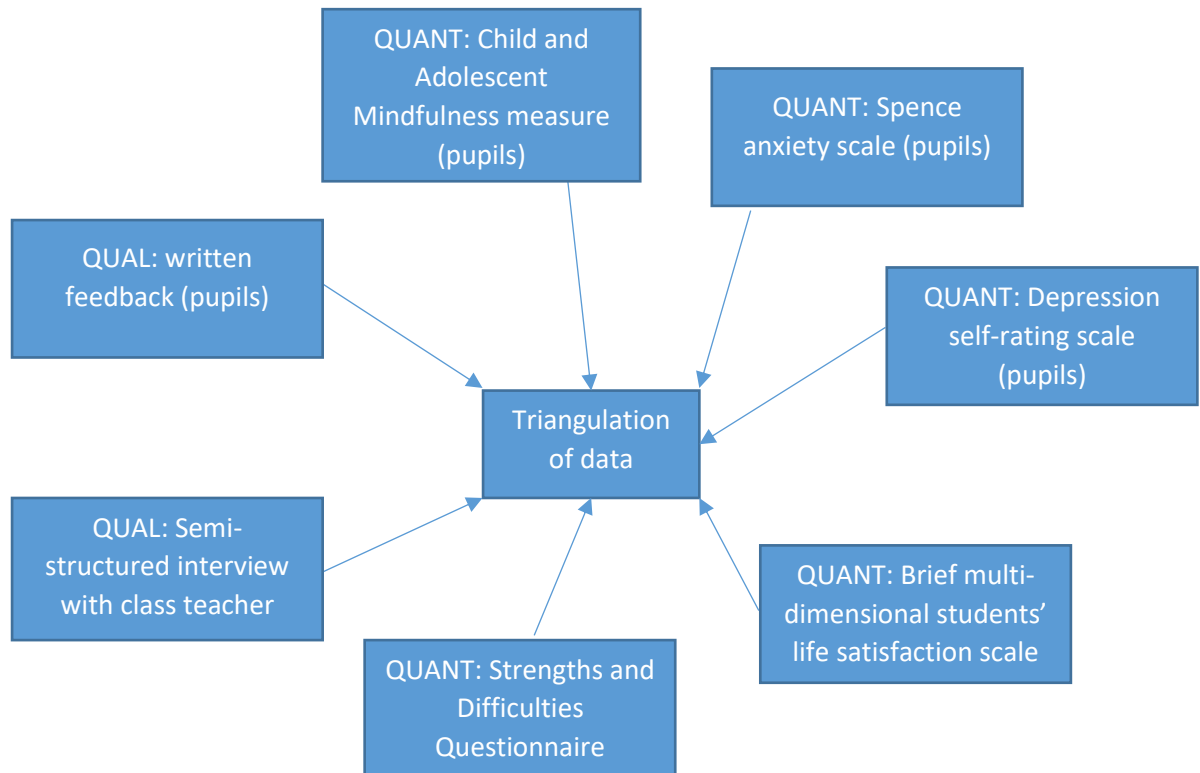 QUANT: Child and
Adolescent
Mindfulness measure
(pupils)
QUANT: Spence
anxiety scale (pupils)
QUAL: written
feedback (pupils)
QUANT: Depression
self-rating scale
(pupils)
Triangulation
of data
QUAL: Semi-
structured interview
with class teacher
QUANT: Brief multi-
dimensional students’
life satisfaction scale
QUANT: Strengths and
Difficulties
Questionnaire